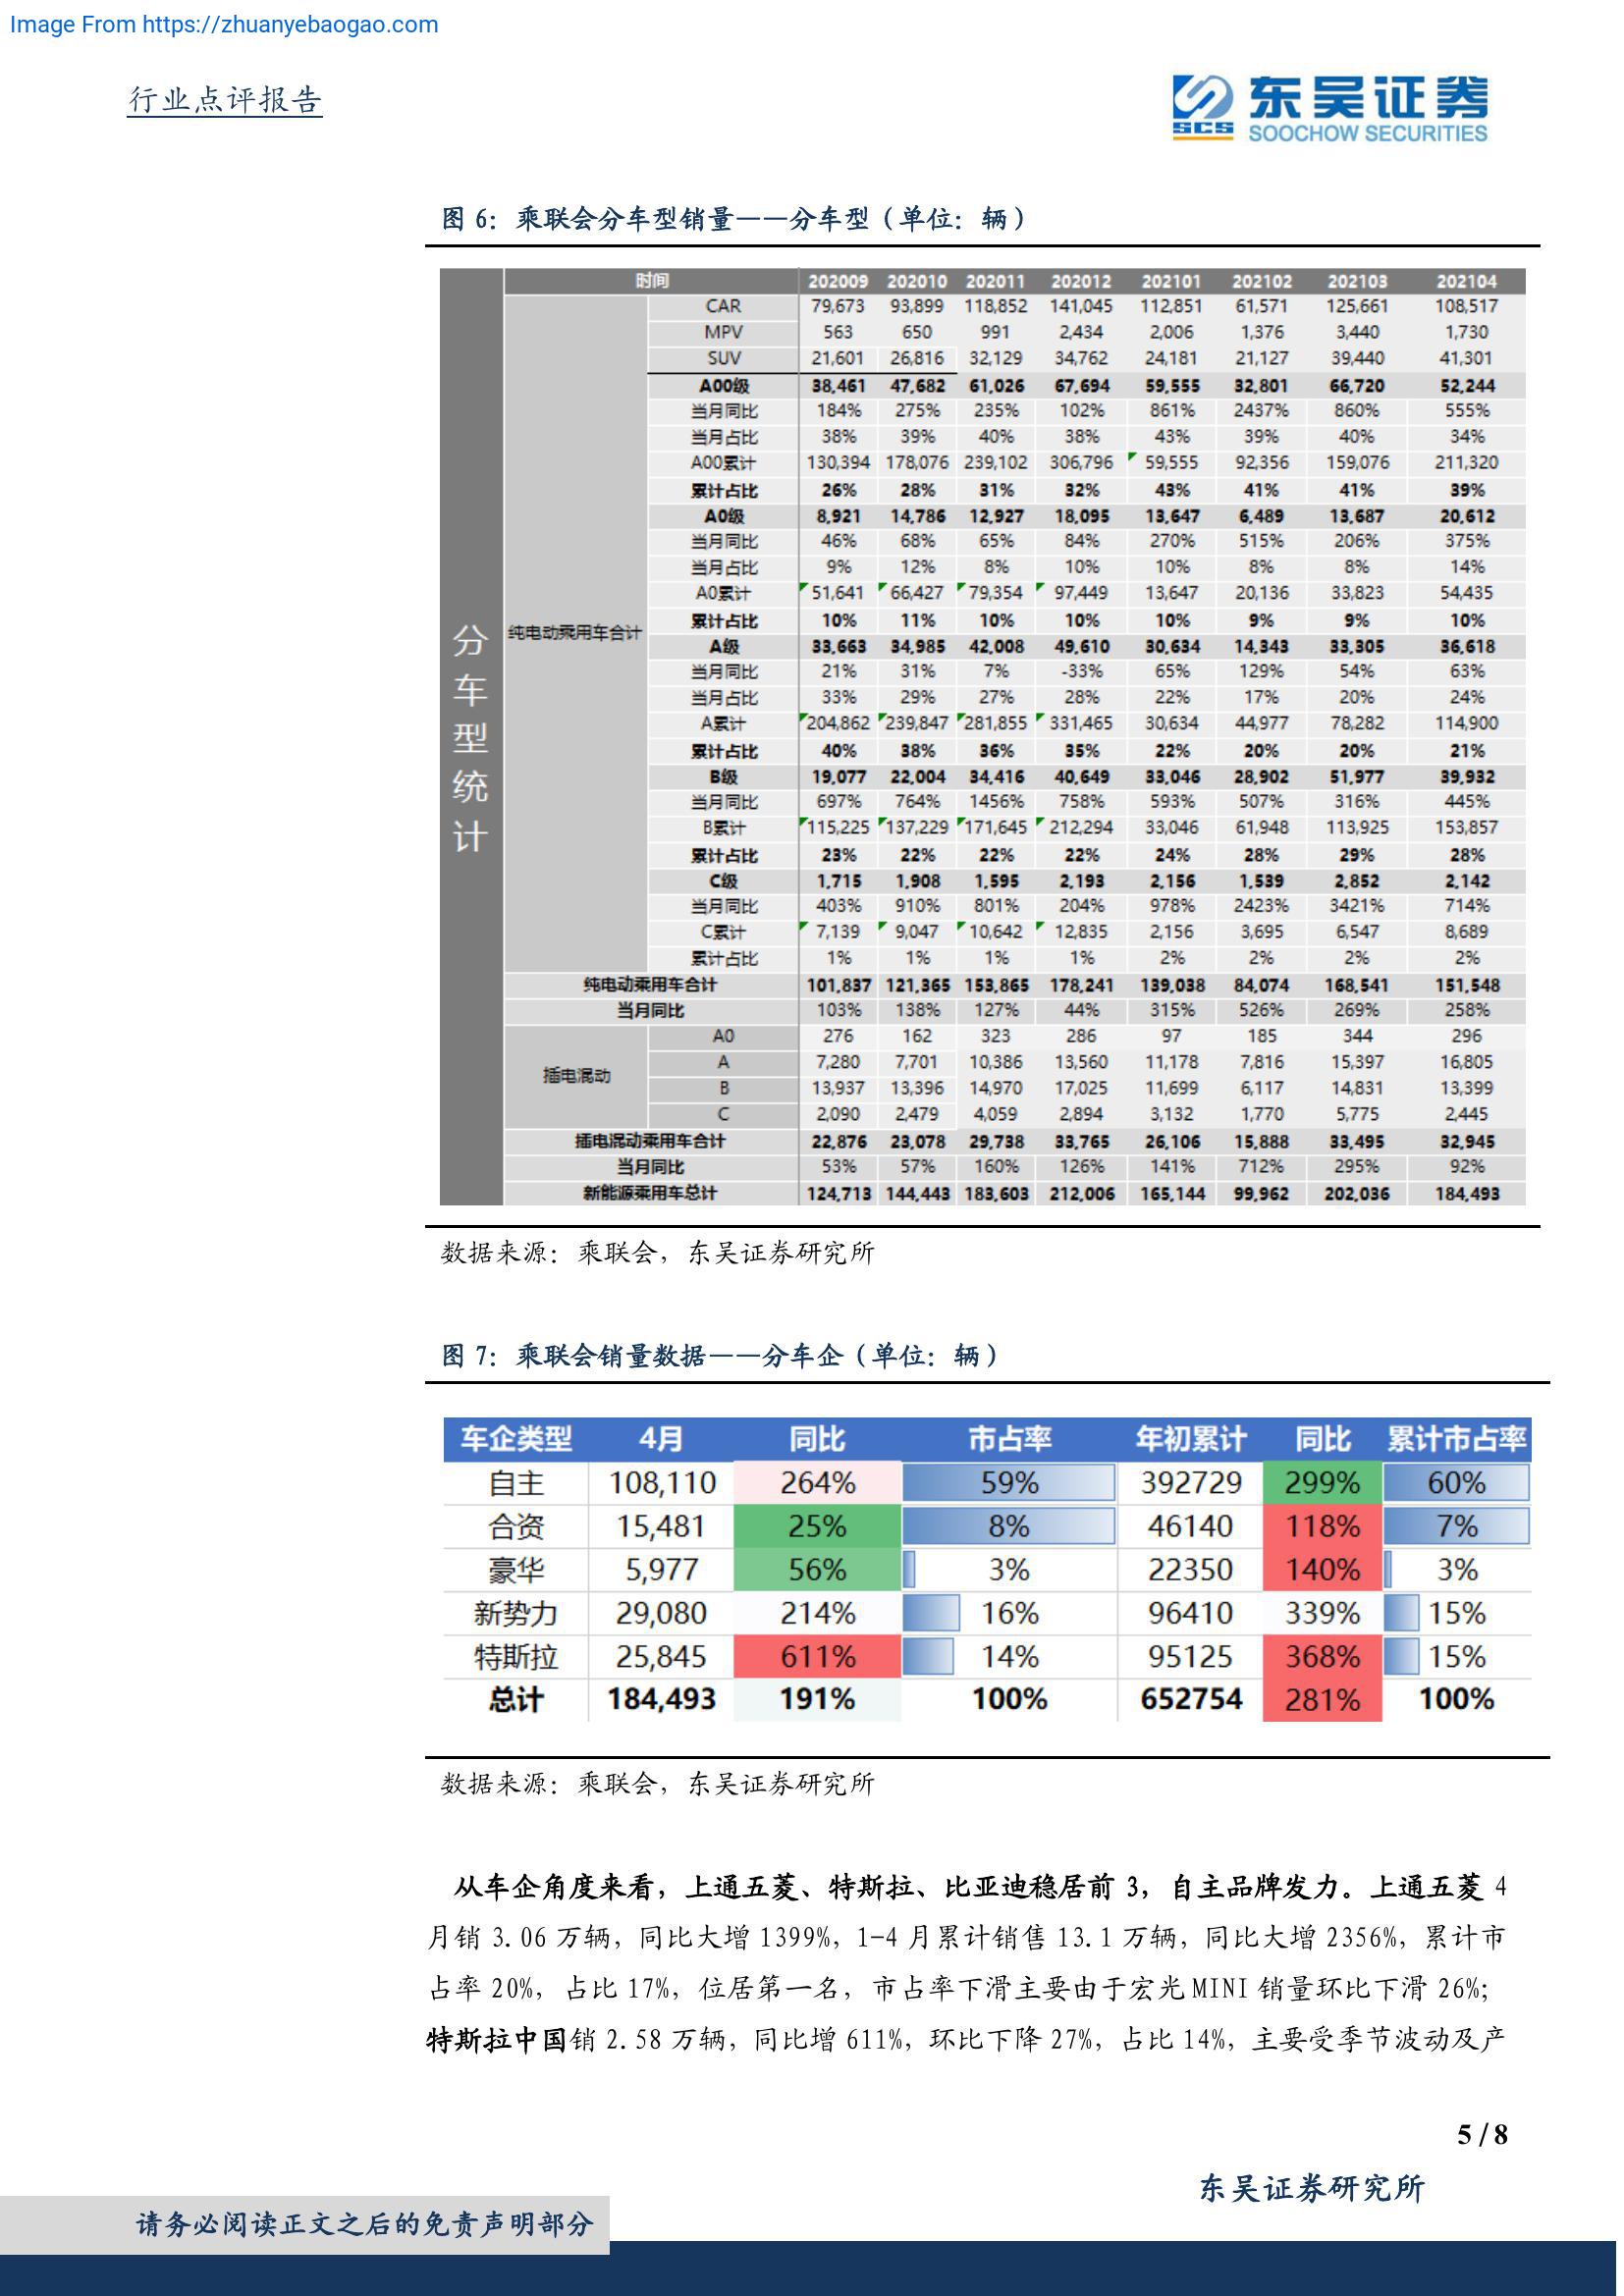 Image From https://zhuanyebaogao.com
行业点评报告
SCS 东吴证券
SOOCHOW SECURITIES
图 6：乘联会分车型销量——分车型（单位：辆）
时间 202009 202010 202011 202012 202101 202102 202103 202104
CAR 79,673 93,899 118,852 141,045 112,851 61,571 125,661 108,517
MPV 563 650 991 2,434 2,006 1,376 3,440 1,730
SUV 21,601 26,816 32,129 34,762 24,181 21,127 39,440 41,301
A00级 38,461 47,682 61,026 67,694 59,555 32,801 66,720 52,244
当月同比 184% 275% 235% 102% 861% 2437% 860% 555%
当月占比 38% 39% 40% 38% 43% 39% 40% 34%
A00累计 130,394 178,076 239,102 306,796 59,555 92,356 159,076 211,320
累计占比 26% 28% 31% 32% 43% 41% 41% 39%
A0级 8,921 14,786 12,927 18,095 13,647 6,489 13,687 20,612
当月同比 46% 68% 65% 84% 270% 515% 206% 375%
当月占比 9% 12% 8% 10% 10% 8% 8% 14%
A0累计 51,641 66,427 79,354 97,449 13,647 20,136 33,823 54,435
累计占比 10% 11% 10% 10% 10% 9% 9% 10%
分车型统计
纯电动乘用车合计
A级 33,663 34,985 42,008 49,610 30,634 14,343 33,305 36,618
当月同比 21% 31% 7% -33% 65% 129% 54% 63%
当月占比 33% 29% 27% 28% 22% 17% 20% 24%
A累计 204,862 239,847 281,855 331,465 30,634 44,977 78,282 114,900
累计占比 40% 38% 36% 35% 22% 20% 20% 21%
B级 19,077 22,004 34,416 40,649 33,046 28,902 51,977 39,932
当月同比 697% 764% 1456% 758% 593% 507% 316% 445%
B累计 115,225 137,229 171,645 212,294 33,046 61,948 113,925 153,857
累计占比 23% 22% 22% 22% 24% 28% 29% 28%
C级 1,715 1,908 1,595 2,193 2,156 1,539 2,852 2,142
当月同比 403% 910% 801% 204% 978% 2423% 3421% 714%
C累计 7,139 9,047 10,642 12,835 2,156 3,695 6,547 8,689
累计占比 1% 1% 1% 1% 2% 2% 2% 2%
纯电动乘用车合计 101,837 121,365 153,865 178,241 139,038 84,074 168,541 151,548
当月同比 103% 138% 127% 44% 315% 526% 269% 258%
插电混动
A0 276 162 323 286 97 185 344 296
A 7,280 7,701 10,386 13,560 11,178 7,816 15,397 16,805
B 13,937 13,396 14,970 17,025 11,699 6,117 14,831 13,399
C 2,090 2,479 4,059 2,894 3,132 1,770 5,775 2,445
插电混动乘用车合计 22,876 23,078 29,738 33,765 26,106 15,888 33,495 32,945
当月同比 53% 57% 160% 126% 141% 712% 295% 92%
新能源乘用车总计 124,713 144,443 183,603 212,006 165,144 99,962 202,036 184,493
数据来源：乘联会，东吴证券研究所
图 7：乘联会销量数据——分车企（单位：辆）
车企类型 4月 同比 市占率 年初累计 同比 累计市占率
自主 108,110 264% 59% 392729 299% 60%
合资 15,481 25% 8% 46140 118% 7%
豪华 5,977 56% 3% 22350 140% 3%
新势力 29,080 214% 16% 96410 339% 15%
特斯拉 25,845 611% 14% 95125 368% 15%
总计 184,493 191% 100% 652754 281% 100%
数据来源：乘联会，东吴证券研究所
从车企角度来看，上通五菱、特斯拉、比亚迪稳居前 3，自主品牌发力。上通五菱 4
月销 3.06 万辆，同比大增 1399%，1-4 月累计销售 13.1 万辆，同比大增 2356%，累计市
占率 20%，占比 17%，位居第一名，市占率下滑主要由于宏光 MINI 销量环比下滑 26%；
特斯拉中国销 2.58 万辆，同比增 611%，环比下降 27%，占比 14%，主要受季节波动及产
5 / 8
东吴证券研究所
请务必阅读正文之后的免责声明部分